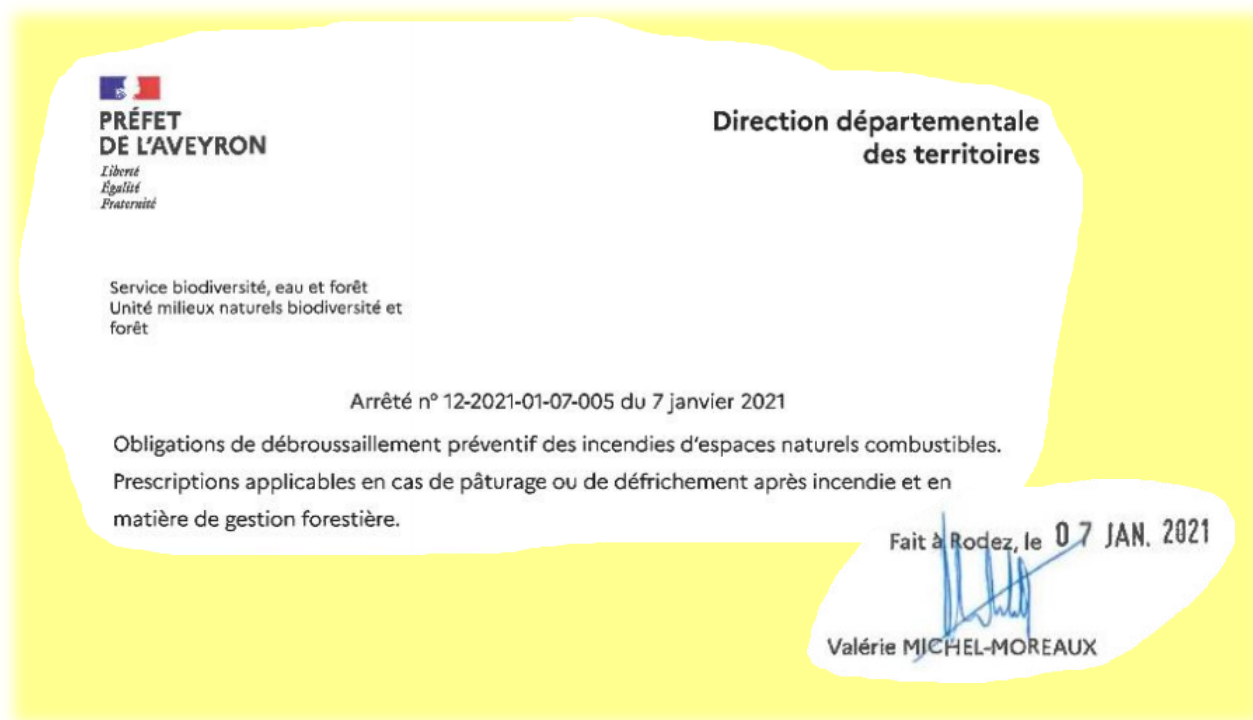 PRÉFET
DE L'AVEYRON
Liberté
Égalité
Fraternité
Direction départementale
des territoires
Service biodiversité, eau et forêt
Unité milieux naturels biodiversité et
forêt
Arrêté n° 12-2021-01-07-005 du 7 janvier 2021
Obligations de débroussaillement préventif des incendies d'espaces naturels combustibles.
Prescriptions applicables en cas de pâturage ou de défrichement après incendie et en
matière de gestion forestière.
Fait à Rodez, le 07 JAN. 2021
Valérie MICHEL-MOREAUX